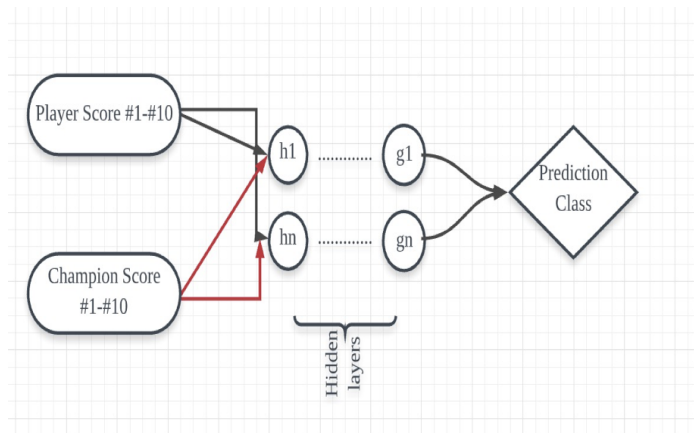 Player Score #1-#10
h1
g1
Prediction
Class
hn
gn
Champion Score
#1-#10
Hidden
layers